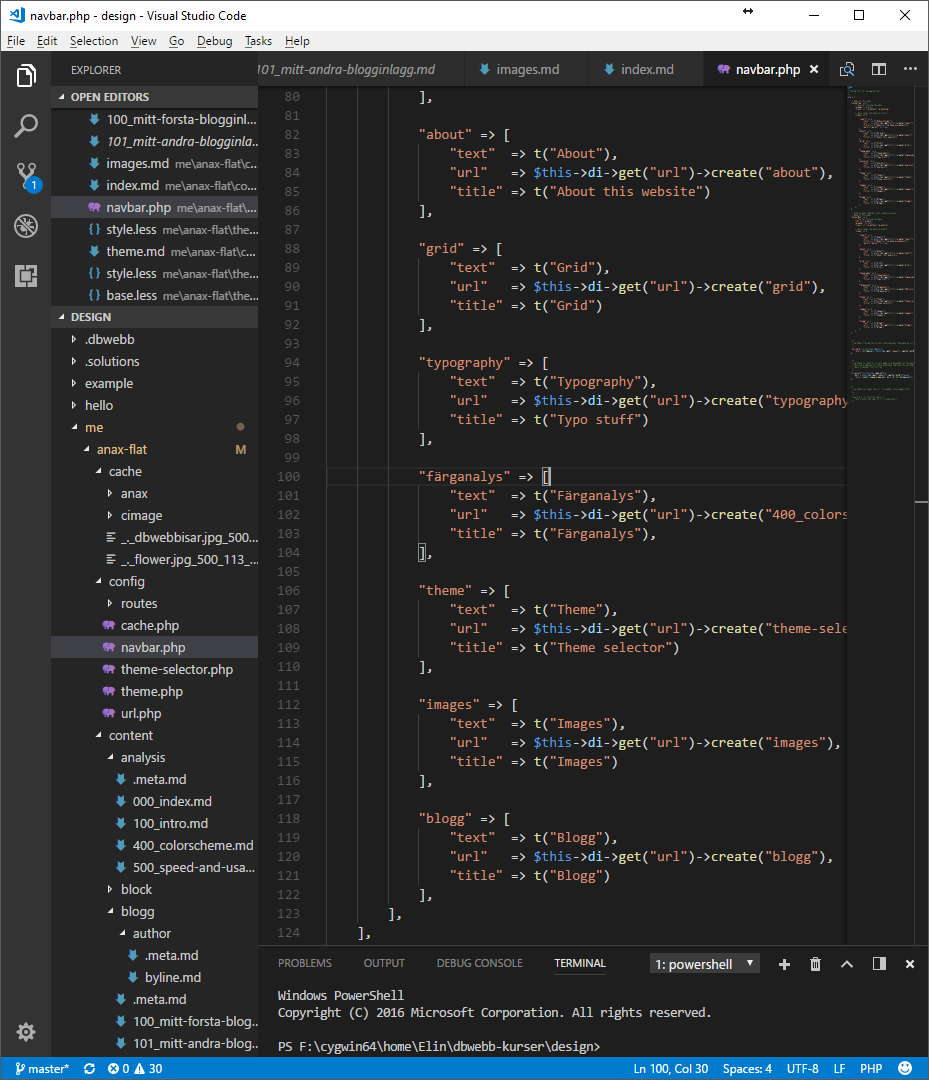 navbar.php - design - Visual Studio Code
File Edit Selection View Go Debug Tasks Help
EXPLORER
OPEN EDITORS
100_mitt-forsta-blogginl...
101_mitt-andra-blogginla...
images.md me\anax-flat\c...
index.md me\anax-flat\co...
navbar.php me\anax-flat\...
style.less me\anax-flat\the...
theme.md me\anax-flat\c...
style.less me\anax-flat\the...
base.less me\anax-flat\the...
DESIGN
.dbwebb
.solutions
example
hello
me
anax-flat M
cache
anax
cimage
_._dbwebbisar.jpg_500...
_._flower.jpg_500_113_...
config
routes
cache.php
navbar.php
theme-selector.php
theme.php
url.php
content
analysis
.meta.md
000_index.md
100_intro.md
400_colorscheme.md
500_speed-and-usa...
block
blogg
author
.meta.md
byline.md
.meta.md
100_mitt-forsta-blog...
101_mitt-andra-blog...
1
101_mitt-andra-blogginlagg.md images.md index.md navbar.php
80 ],
81
82 "about" => [
83 "text" => t("About"),
84 "url" => $this->di->get("url")->create("about"),
85 "title" => t("About this website")
86 ],
87
88 "grid" => [
89 "text" => t("Grid"),
90 "url" => $this->di->get("url")->create("grid"),
91 "title" => t("Grid")
92 ],
93
94 "typography" => [
95 "text" => t("Typography"),
96 "url" => $this->di->get("url")->create("typography
97 "title" => t("Typo stuff")
98 ],
99
100 "färganalys" => [
101 "text" => t("Färganalys"),
102 "url" => $this->di->get("url")->create("400_colors
103 "title" => t("Färganalys"),
104 ],
105
106 "theme" => [
107 "text" => t("Theme"),
108 "url" => $this->di->get("url")->create("theme-sele
109 "title" => t("Theme selector")
110 ],
111
112 "images" => [
113 "text" => t("Images"),
114 "url" => $this->di->get("url")->create("images"),
115 "title" => t("Images")
116 ],
117
118 "blogg" => [
119 "text" => t("Blogg"),
120 "url" => $this->di->get("url")->create("blogg"),
121 "title" => t("Blogg")
122 ],
123 ],
124 ],
PROBLEMS OUTPUT DEBUG CONSOLE TERMINAL 1: powershell
Windows PowerShell
Copyright (C) 2016 Microsoft Corporation. All rights reserved.
PS F:\cygwin64\home\Elin\dbwebb-kurser\design>
master* 0 30 Ln 100, Col 30 Spaces: 4 UTF-8 LF PHP